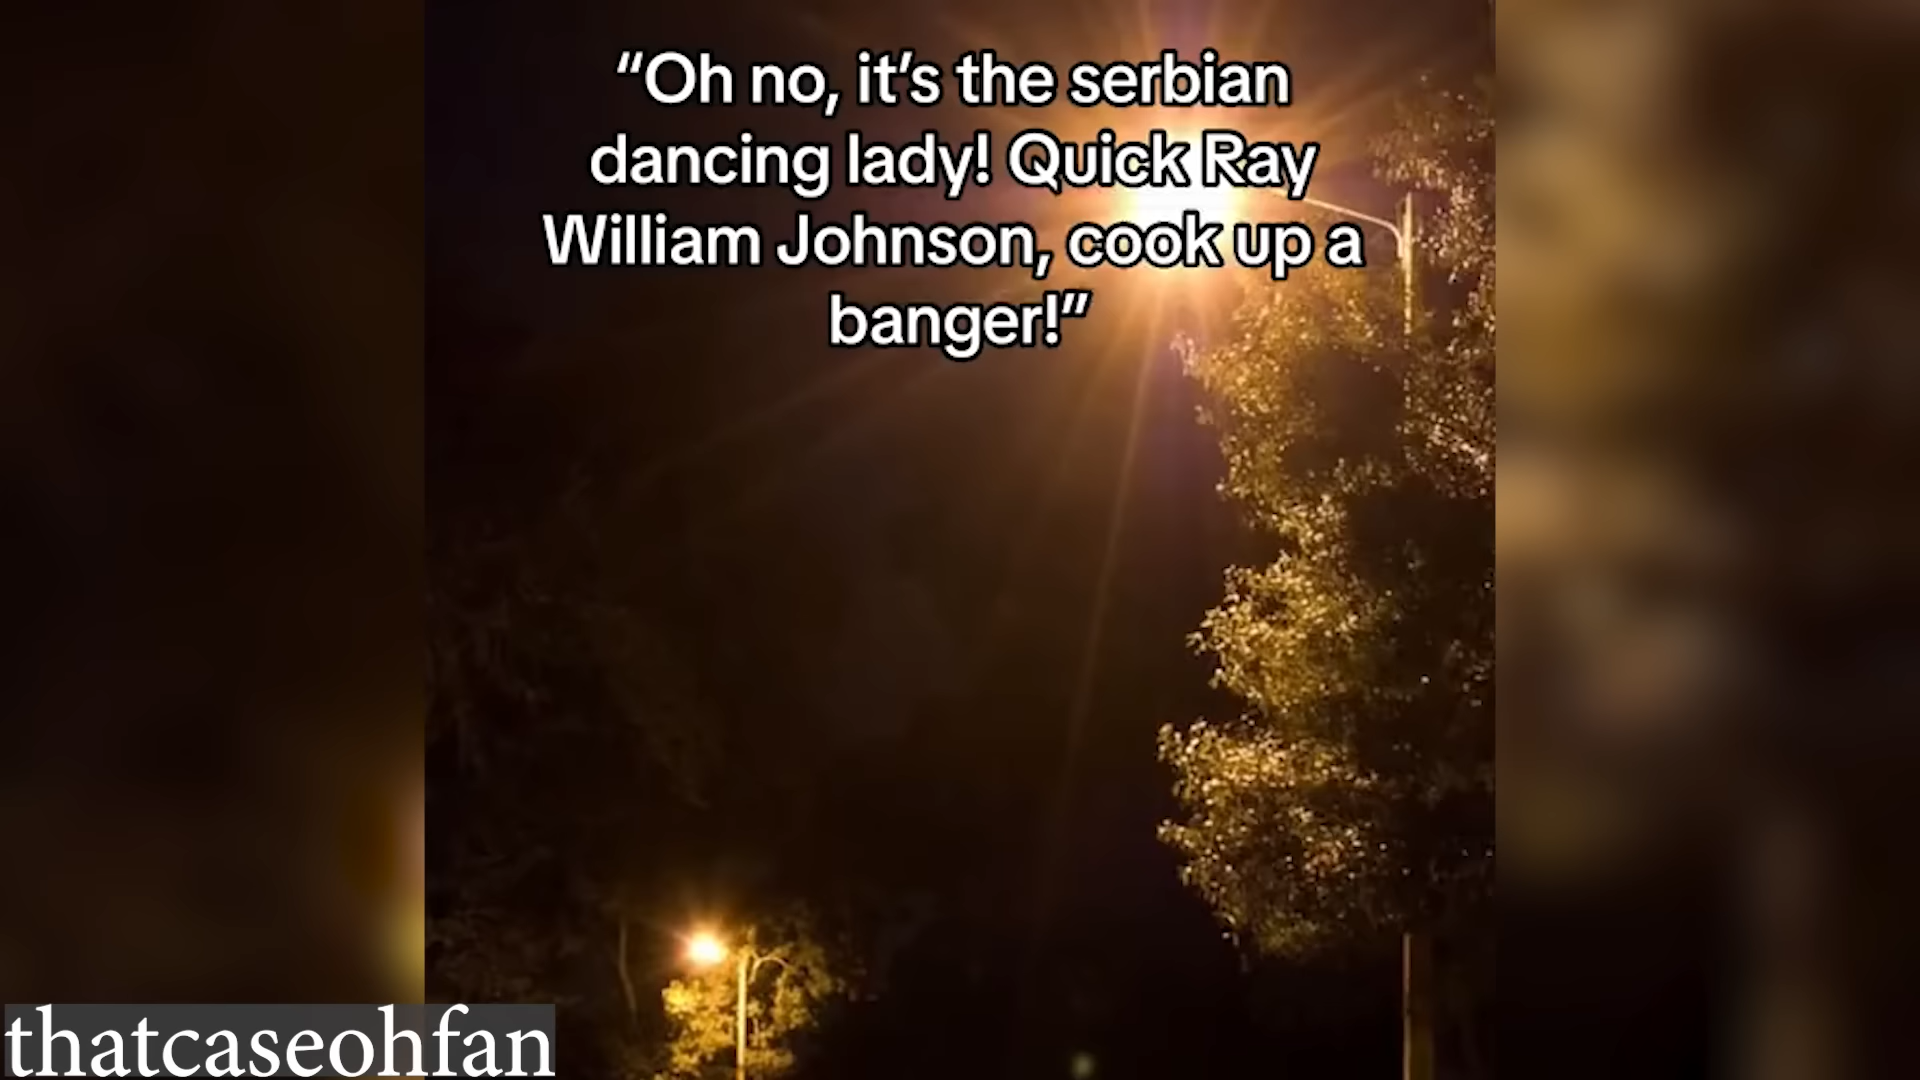 “Oh no, it’s the serbian
dancing lady! Quick Ray
William Johnson, cook up a
banger!”
thatcaseohfan